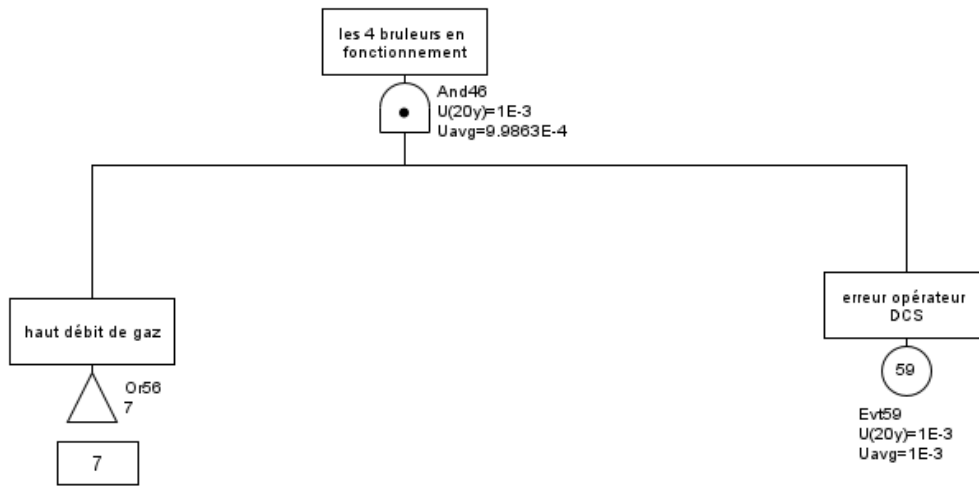 les 4 bruleurs en
fonctionnement
And46
U(20y)=1E-3
Uavg=9.9863E-4
haut débit de gaz
Or56
7
7
erreur opérateur
DCS
59
Evt59
U(20y)=1E-3
Uavg=1E-3